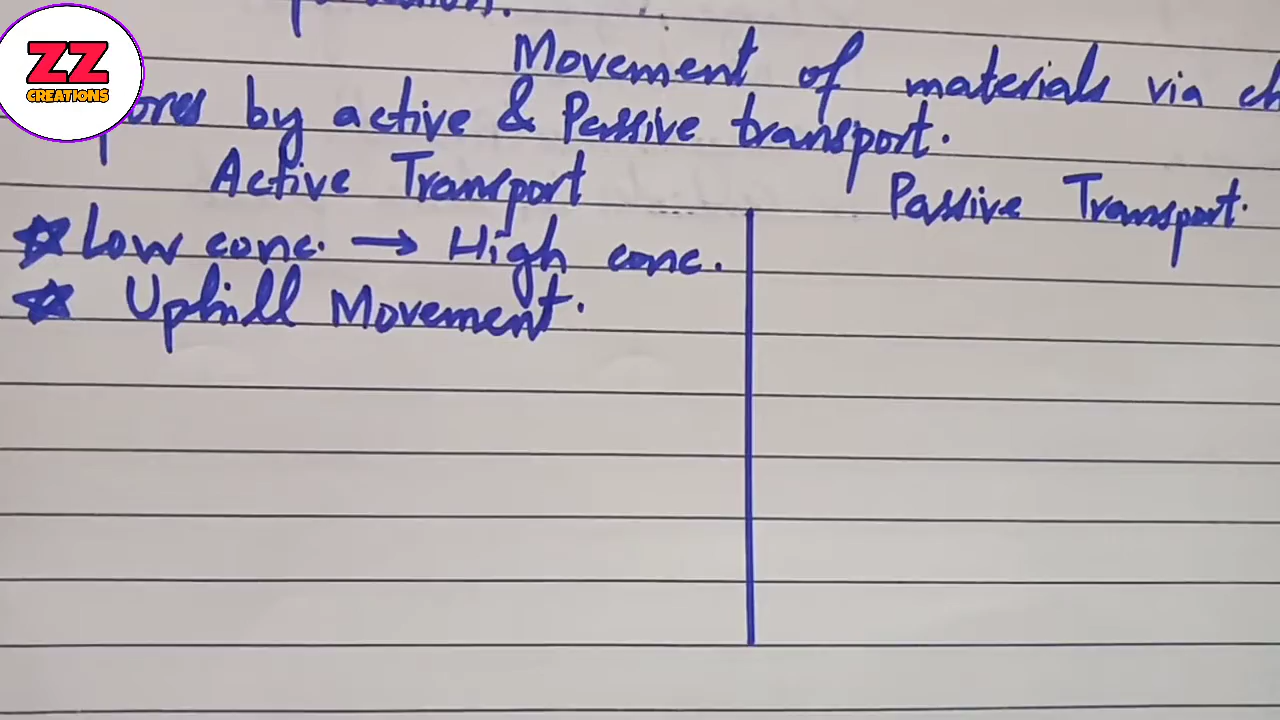 Movement of materials via
by active & Passive transport.
Active Transport
Passive Transport.
Low conc. → High conc.
Uphill Movement.
ZZ
CREATIONS